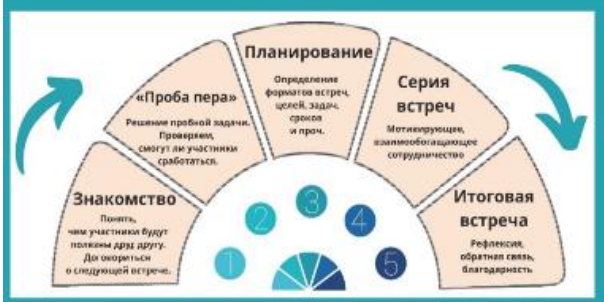 Знакомство
Понять,
чем участники будут
полезны друг другу.
Договориться
о следующей встрече.
«Проба пера»
Решение пробной задачи.
Проверяем,
смогут ли участники
сработаться.
Планирование
Определение
форматов встреч,
целей, задач,
сроков
и проч.
Серия
встреч
Мотивирующее,
взаимообогащающее
сотрудничество
Итоговая
встреча
Рефлексия,
обратная связь,
благодарность
1
2
3
4
5